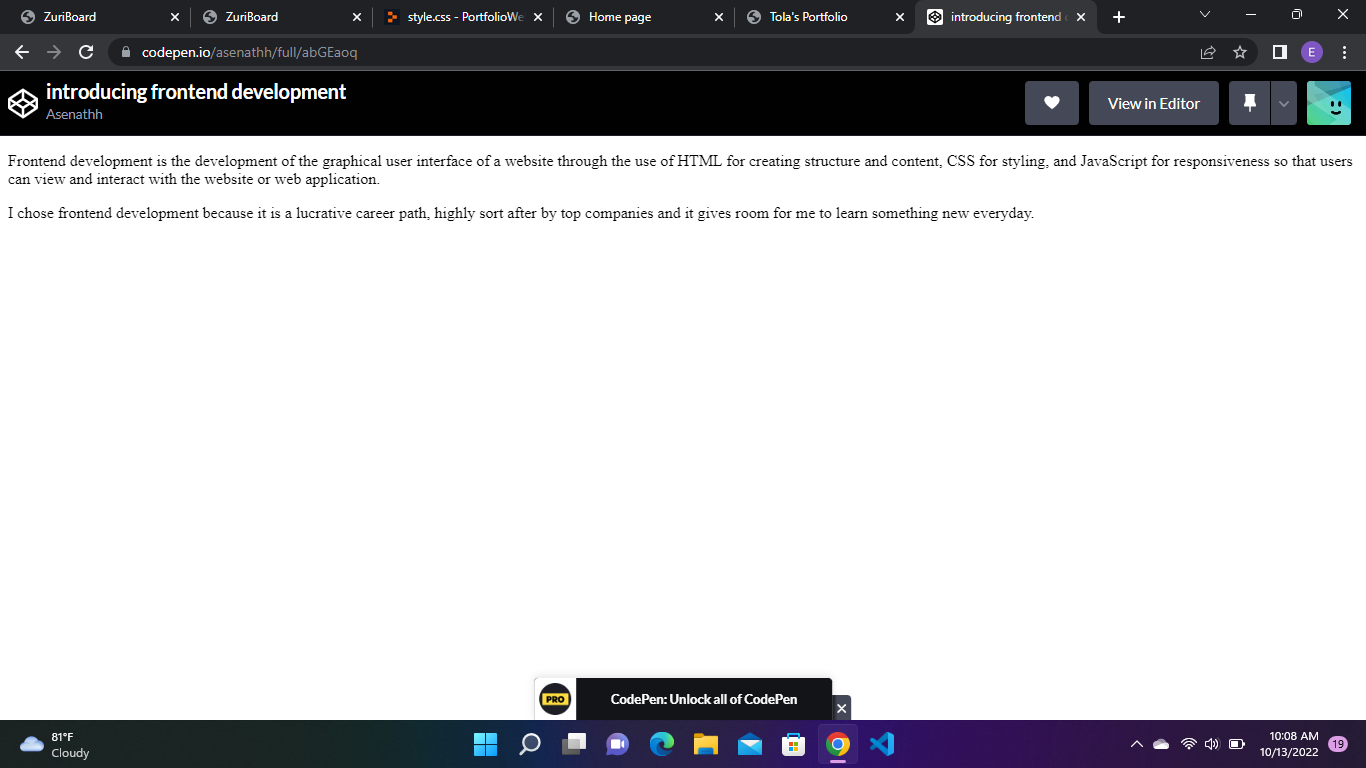 ZuriBoard
ZuriBoard
style.css - PortfolioWe
Home page
Tola's Portfolio
introducing frontend
codepen.io/asenathh/full/abGEaoq
E
introducing frontend development
Asenathh
View in Editor
Frontend development is the development of the graphical user interface of a website through the use of HTML for creating structure and content, CSS for styling, and JavaScript for responsiveness so that users
can view and interact with the website or web application.
I chose frontend development because it is a lucrative career path, highly sort after by top companies and it gives room for me to learn something new everyday.
PRO
CodePen: Unlock all of CodePen
81°F
Cloudy
10:08 AM
10/13/2022
19